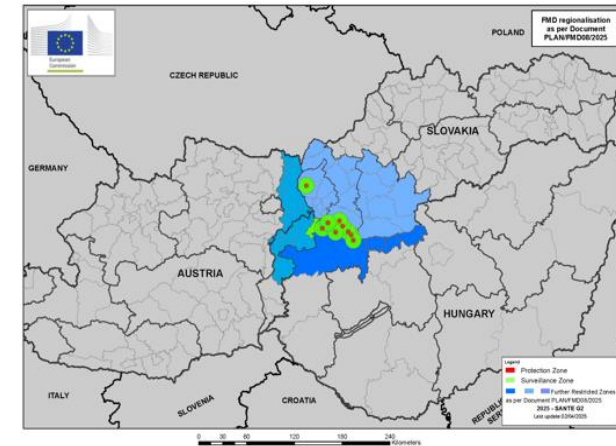 European
Commission
FMD regionalisation
as per Document
PLAN/FMD08/2025
POLAND
CZECH REPUBLIC
SLOVAKIA
GERMANY
AUSTRIA
HUNGARY
ITALY
SLOVENIA
CROATIA
Legend
Protection Zone
Surveillance Zone
Further Restricted Zones
as per Document PLAN/FMD08/2025
2025 - SANTE G2
0 30 60 120 180 240
Kilometers